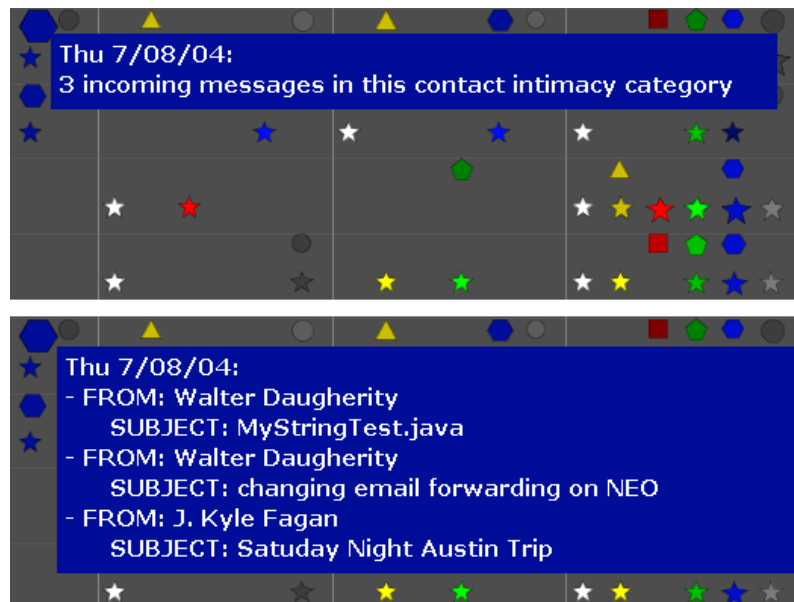 Thu 7/08/04:
3 incoming messages in this contact intimacy category
Thu 7/08/04:
- FROM: Walter Daugherity
SUBJECT: MyStringTest.java
- FROM: Walter Daugherity
SUBJECT: changing email forwarding on NEO
- FROM: J. Kyle Fagan
SUBJECT: Satuday Night Austin Trip